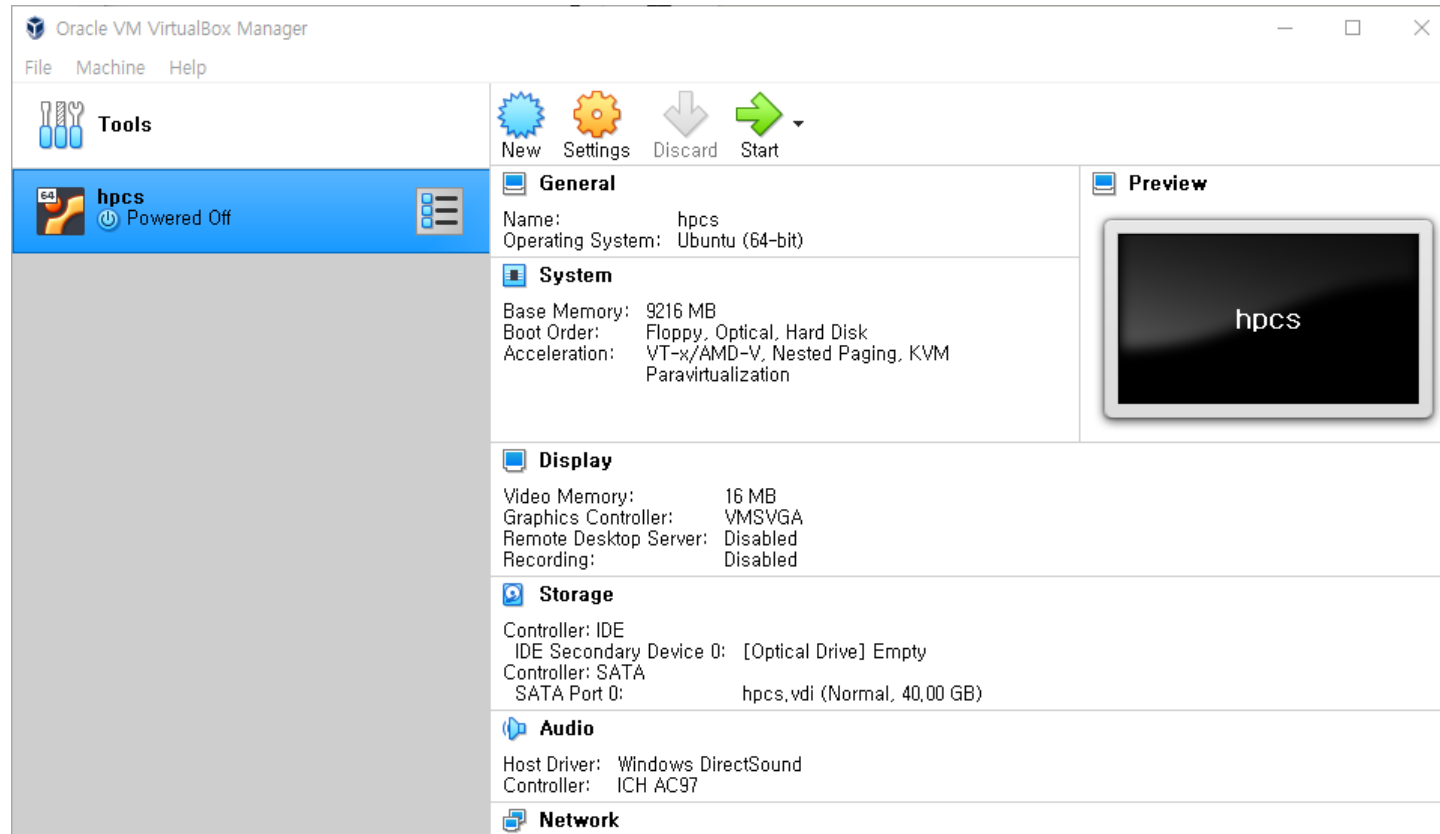 Oracle VM VirtualBox Manager
File Machine Help
Tools
New Settings Discard Start
64
hpcs
Powered Off
General
Name: hpcs
Operating System: Ubuntu (64-bit)
Preview
hpcs
System
Base Memory: 9216 MB
Boot Order: Floppy, Optical, Hard Disk
Acceleration: VT-x/AMD-V, Nested Paging, KVM
Paravirtualization
Display
Video Memory: 16 MB
Graphics Controller: VMSVGA
Remote Desktop Server: Disabled
Recording: Disabled
Storage
Controller: IDE
IDE Secondary Device 0: [Optical Drive] Empty
Controller: SATA
SATA Port 0: hpcs.vdi (Normal, 40.00 GB)
Audio
Host Driver: Windows DirectSound
Controller: ICH AC97
Network